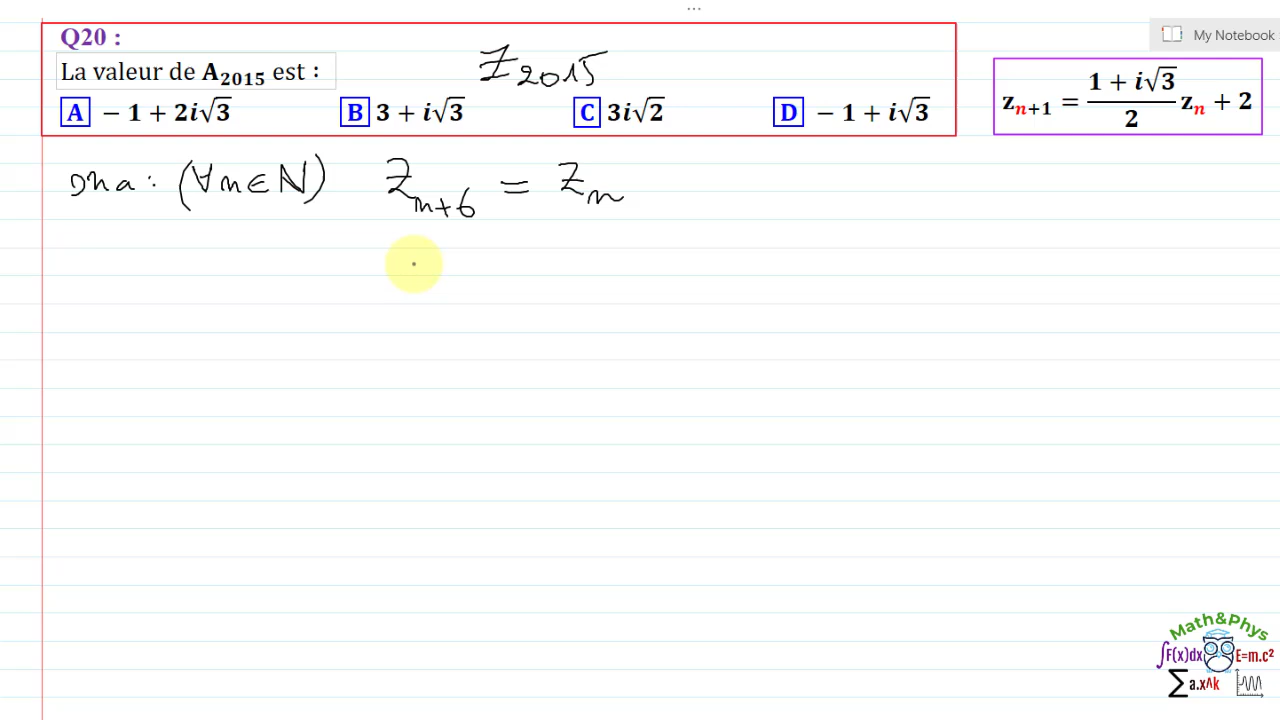 ...
My Notebook
Q20 :
La valeur de A₂₀₁₅ est : Z₂₀₁₅
A −1 + 2i√3 B 3 + i√3 C 3i√2 D −1 + i√3
zₙ₊₁ = (1 + i√3)/2 zₙ + 2
On a : (∀n∈ℕ) Zₙ₊₆ = Zₙ
Math&Phys
∫F(x)dx E=m.c²
∑ a.x^k